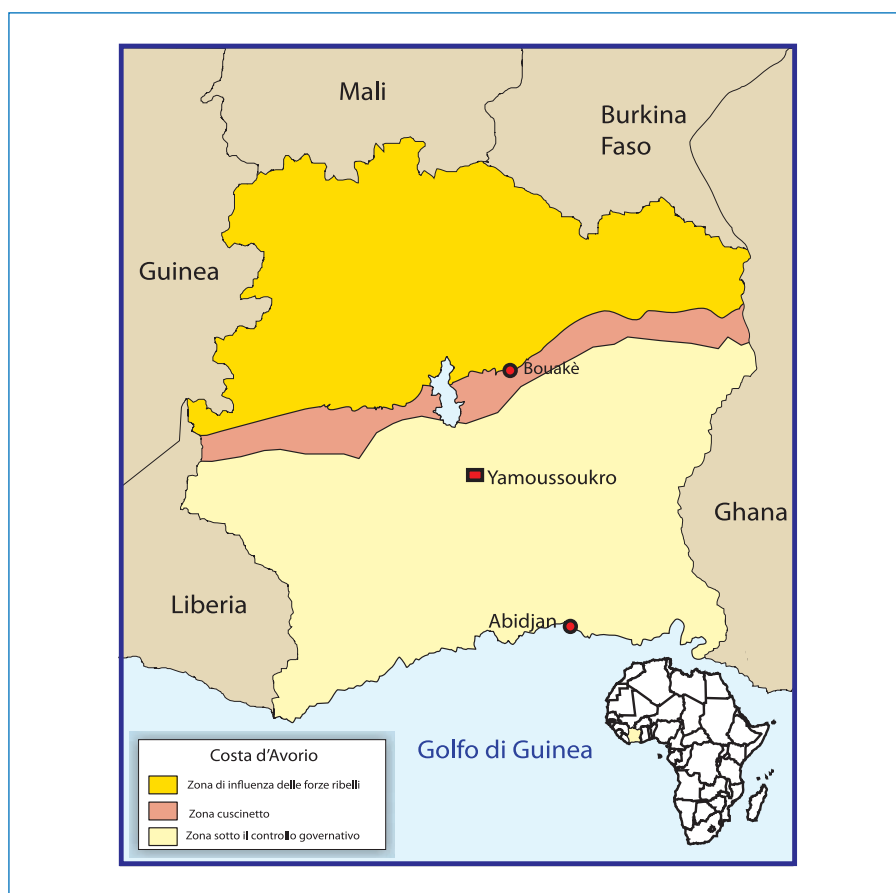 Mali
Burkina
Faso
Guinea
Bouakè
Yamoussoukro
Ghana
Liberia
Abidjan
Golfo di Guinea
Costa d'Avorio
Zona di influenza delle forze ribelli
Zona cuscinetto
Zona sotto il controllo governativo